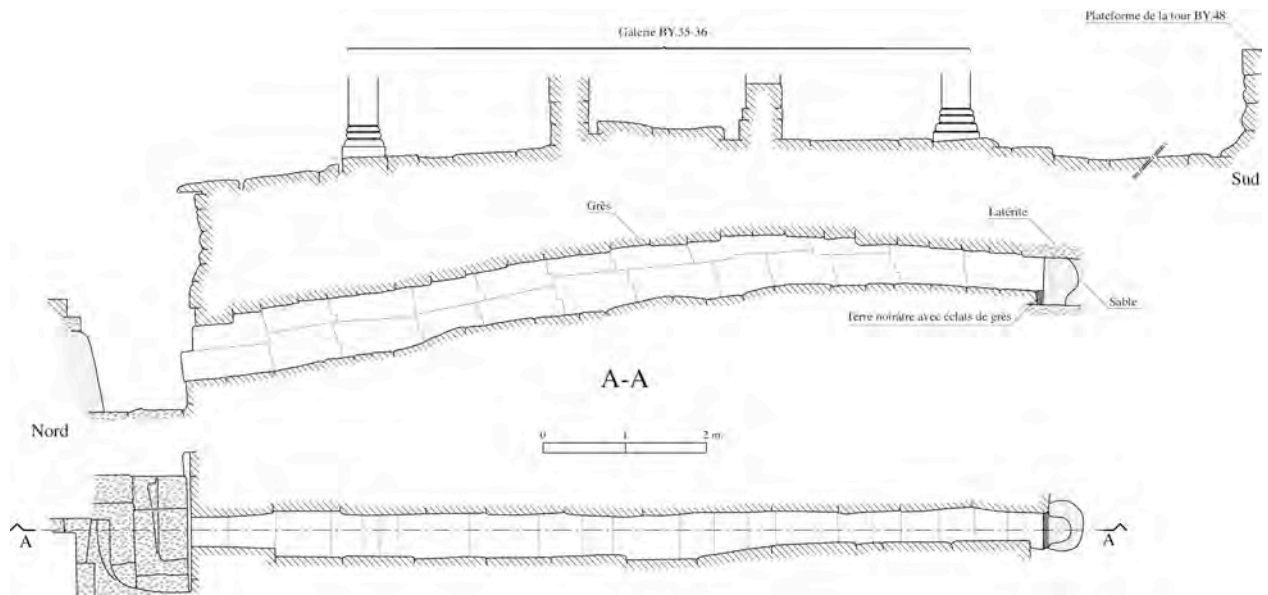 Plateforme de la tour BY.48
Galerie BY.35-36
Sud
Grès
Latérite
Sable
Terre noirâtre avec éclats de grès
A-A
Nord
0 1 2 m
A A